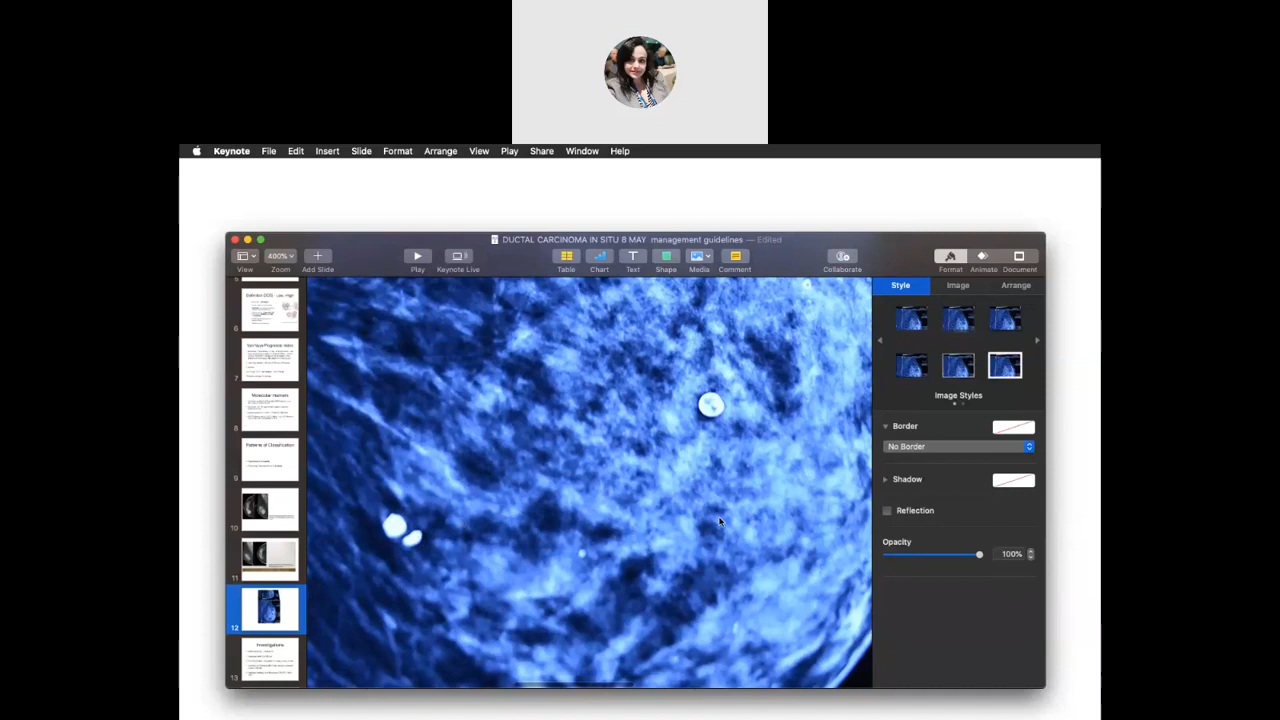 Keynote File Edit Insert Slide Format Arrange View Play Share Window Help
DUCTAL CARCINOMA IN SITU 8 MAY management guidelines — Edited
400%
View Zoom Add Slide Play Keynote Live Table Chart Text Shape Media Comment Collaborate Format Animate Document
Style Image Arrange
6
7
Molecular markers
8
Patterns of Classification
9
10
11
12
Investigations
13
Image Styles
Border
No Border
Shadow
Reflection
Opacity
100%